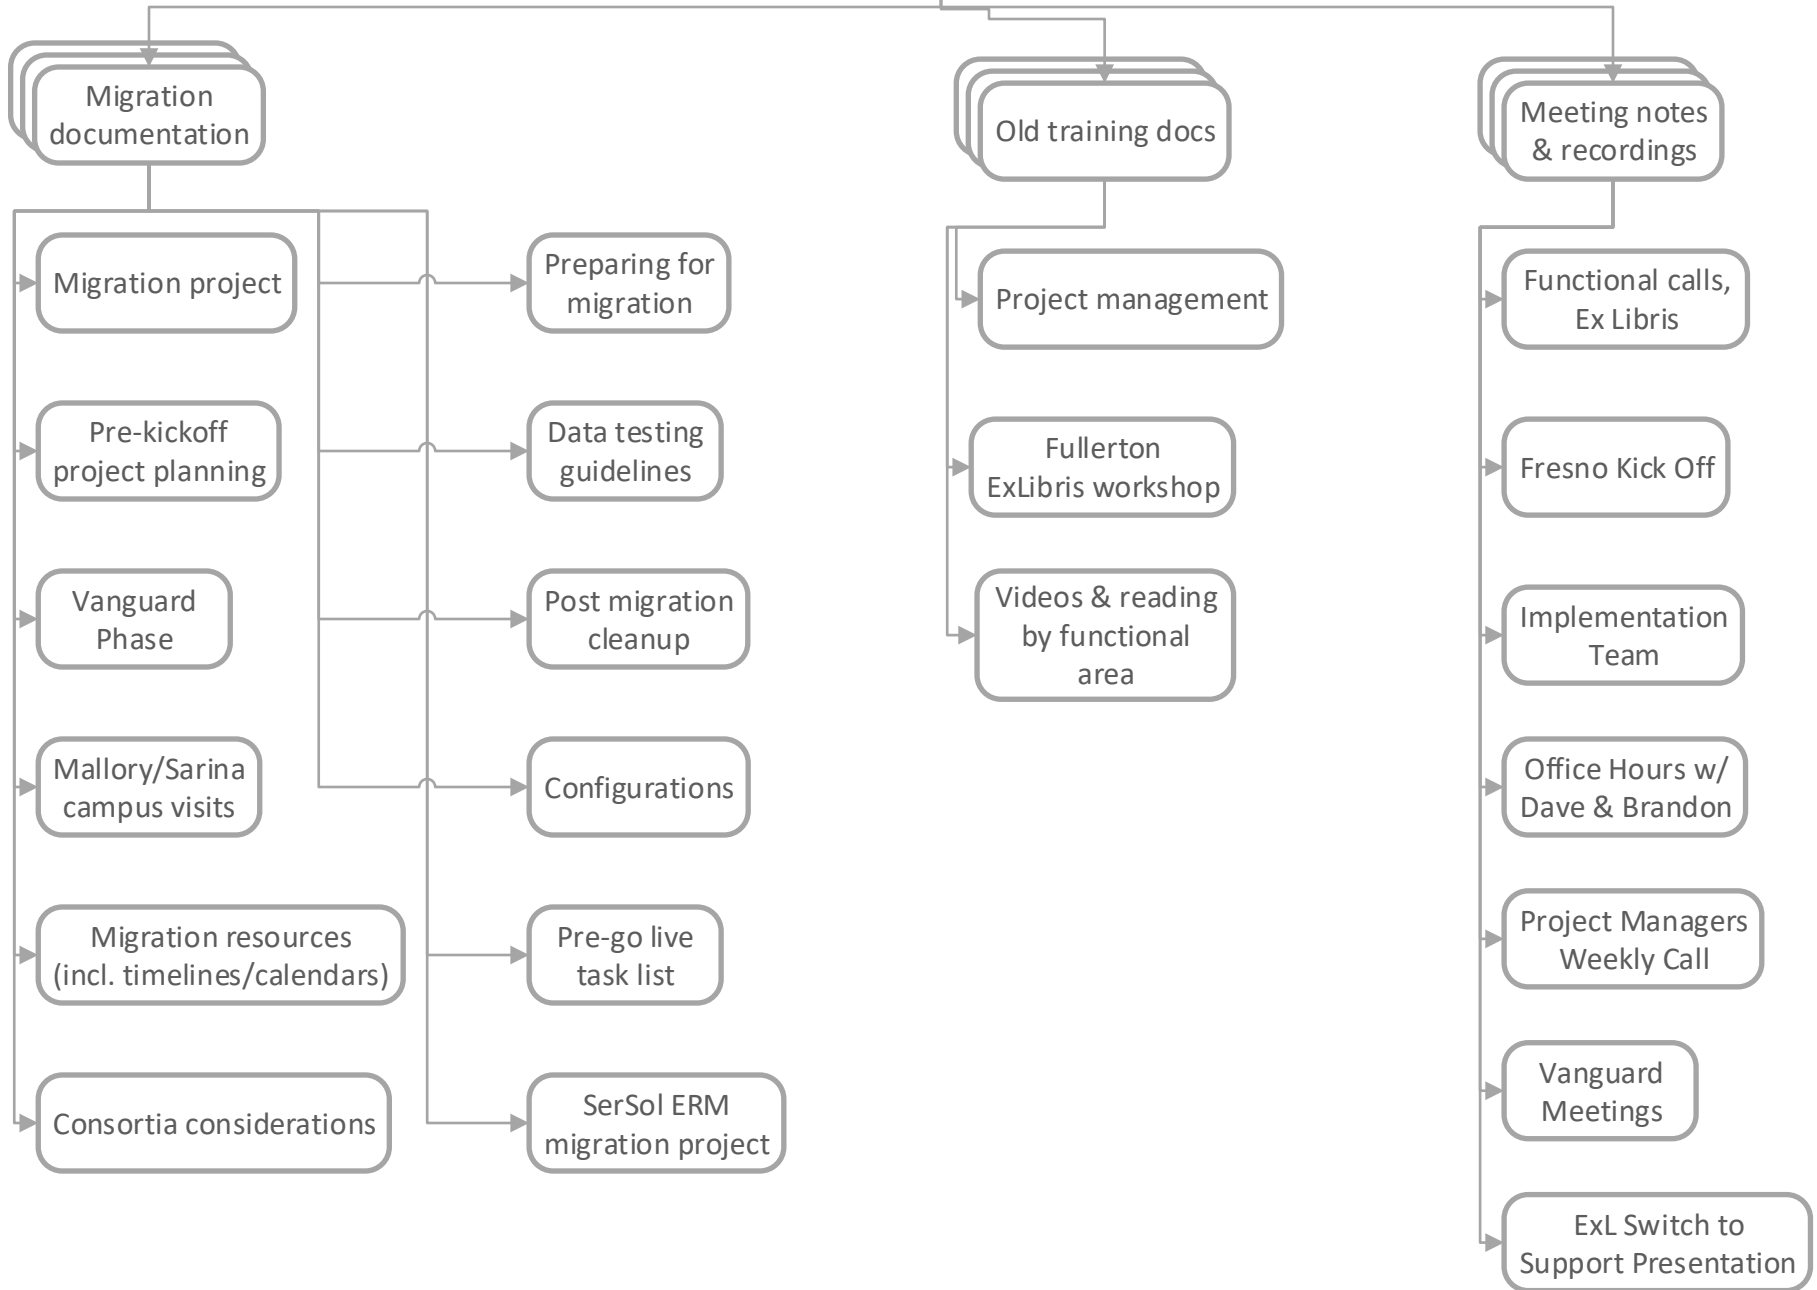 Migration
documentation
Old training docs
Meeting notes
& recordings
Migration project
Pre-kickoff
project planning
Vanguard
Phase
Mallory/Sarina
campus visits
Migration resources
(incl. timelines/calendars)
Consortia considerations
Preparing for
migration
Data testing
guidelines
Post migration
cleanup
Configurations
Pre-go live
task list
SerSol ERM
migration project
Project management
Fullerton
ExLibris workshop
Videos & reading
by functional
area
Functional calls,
Ex Libris
Fresno Kick Off
Implementation
Team
Office Hours w/
Dave & Brandon
Project Managers
Weekly Call
Vanguard
Meetings
ExL Switch to
Support Presentation